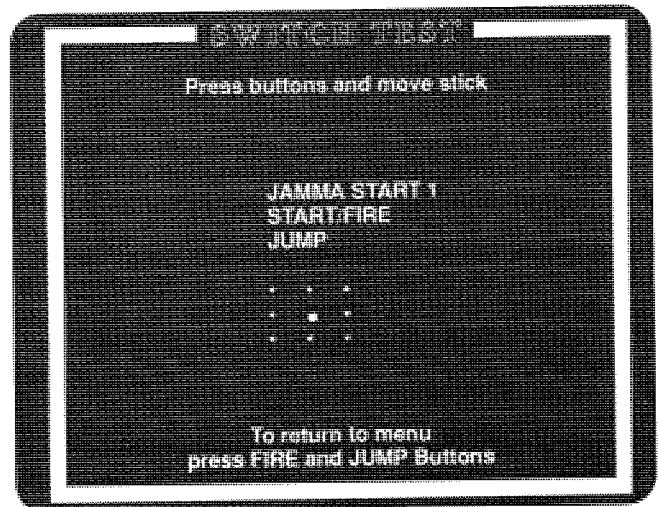 SWITCH TEST
Press buttons and move stick
JAMMA START 1
START/FIRE
JUMP
To return to menu
press FIRE and JUMP Buttons